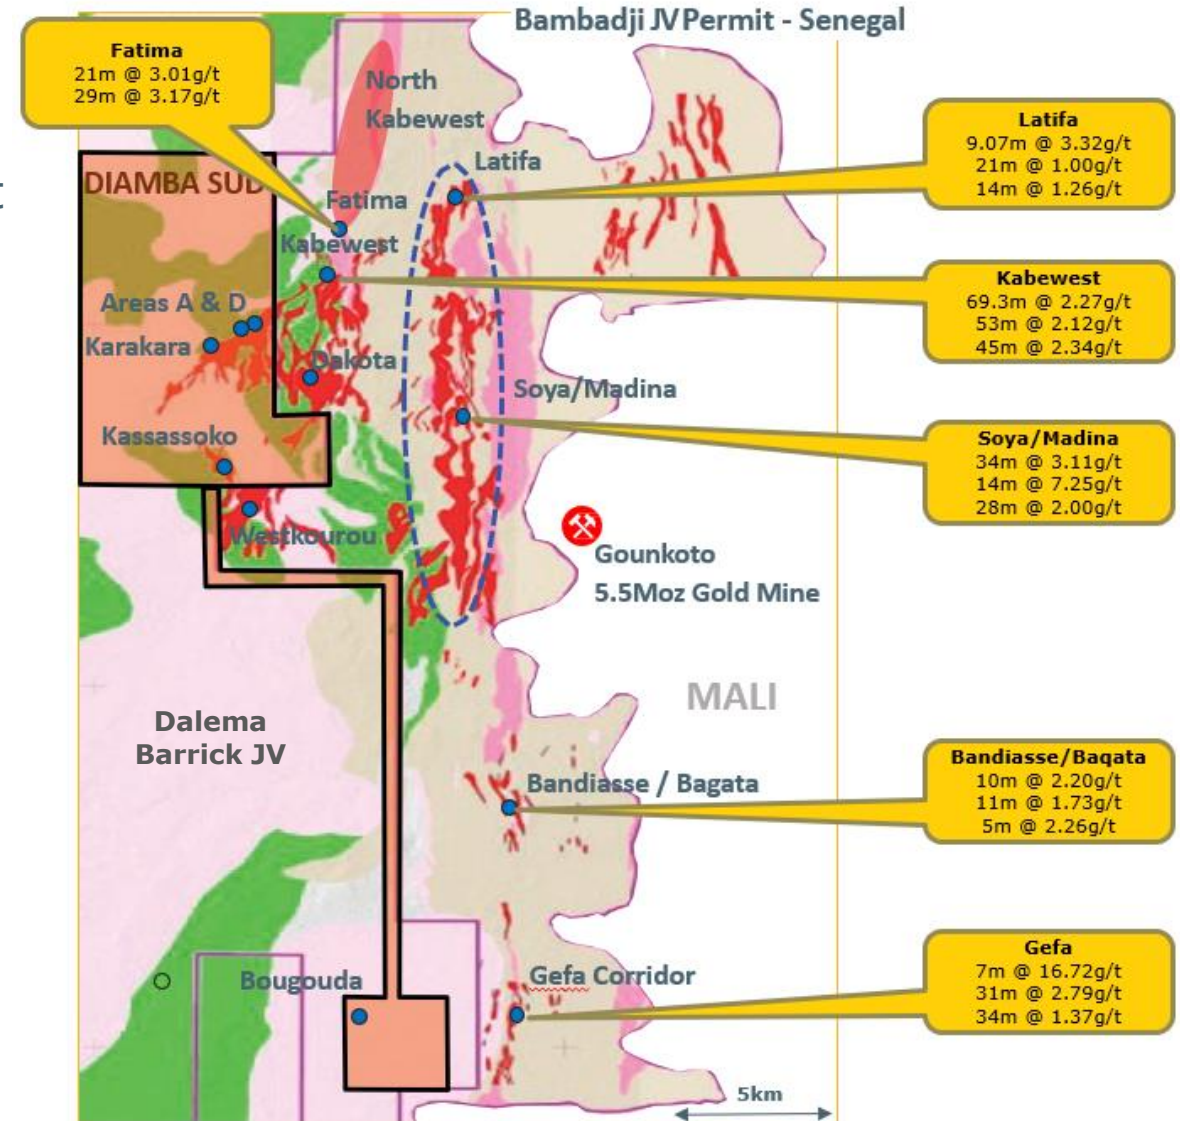 Bambadji JV Permit - Senegal
Fatima
21m @ 3.01g/t
29m @ 3.17g/t
North
Kabewest
Latifa
Latifa
9.07m @ 3.32g/t
21m @ 1.00g/t
14m @ 1.26g/t
DIAMBA SUD
Fatima
Kabewest
Kabewest
69.3m @ 2.27g/t
53m @ 2.12g/t
45m @ 2.34g/t
Areas A & D
Karakara
Dakota
Soya/Madina
Soya/Madina
34m @ 3.11g/t
14m @ 7.25g/t
28m @ 2.00g/t
Kassassoko
Westkourou
Gounkoto
5.5Moz Gold Mine
MALI
Dalema
Barrick JV
Bandiasse / Bagata
Bandiasse/Bagata
10m @ 2.20g/t
11m @ 1.73g/t
5m @ 2.26g/t
Bougouda
Gefa Corridor
Gefa
7m @ 16.72g/t
31m @ 2.79g/t
34m @ 1.37g/t
5km